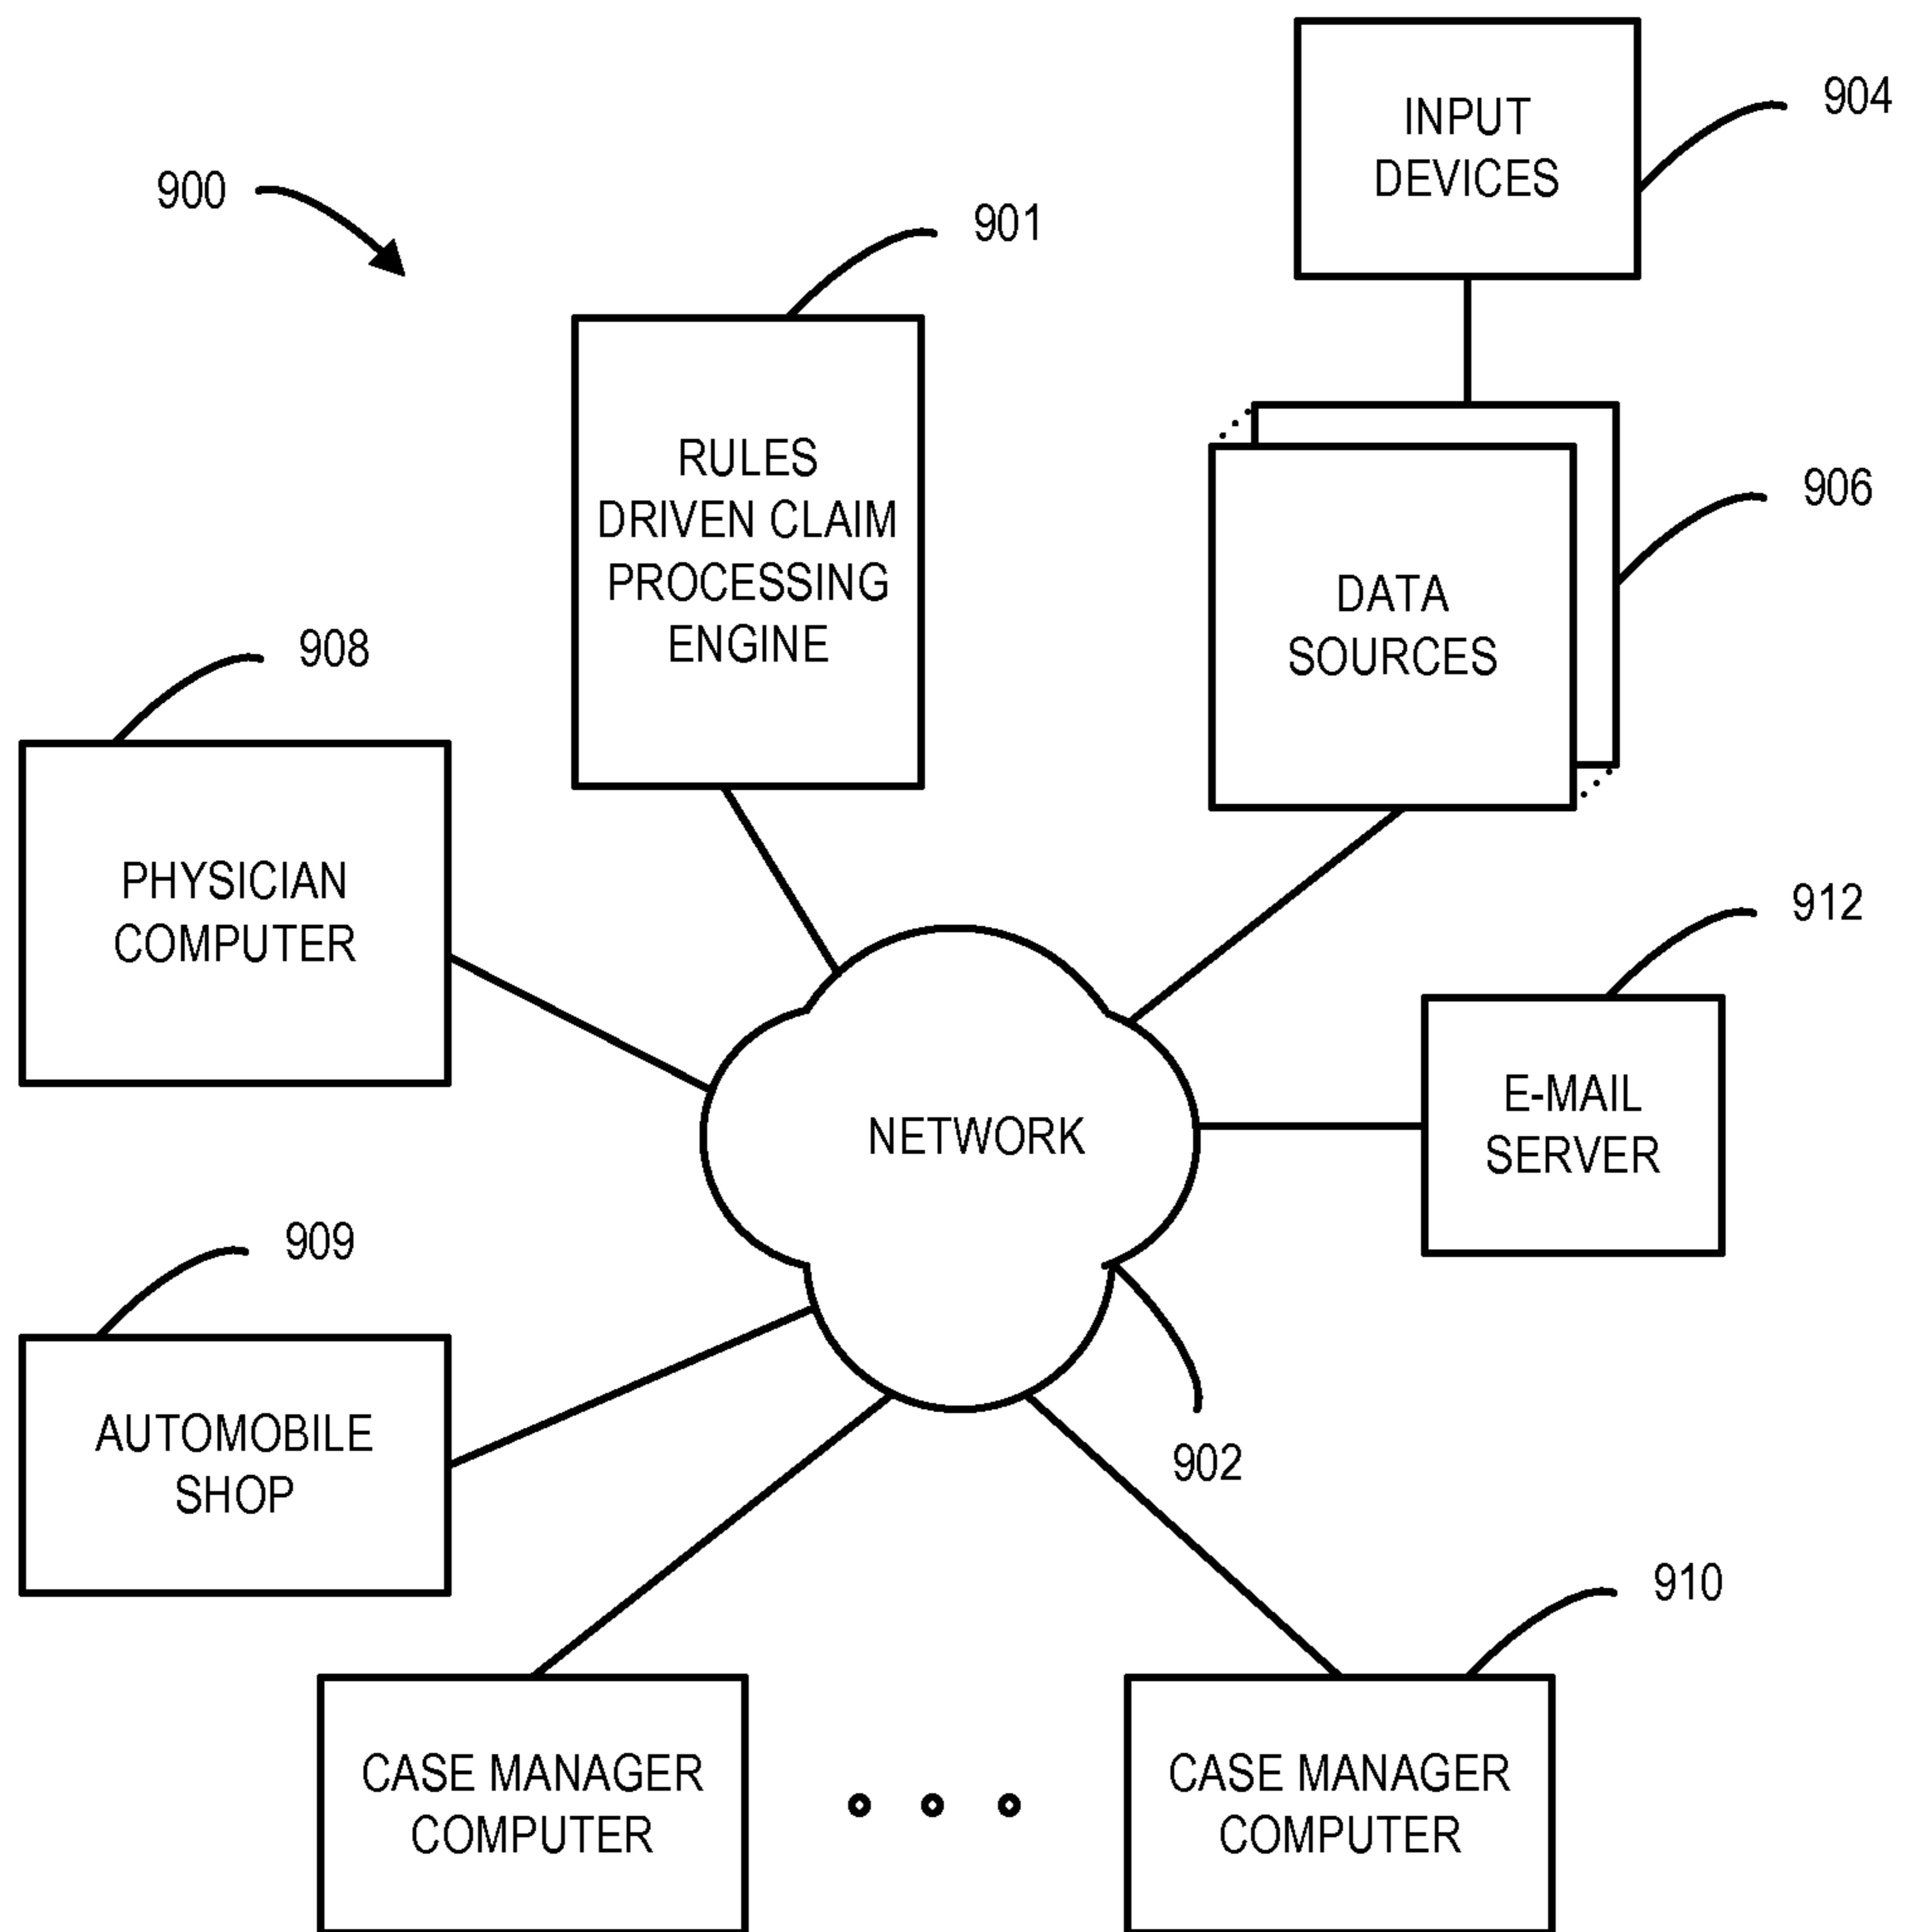 904
INPUT
DEVICES
900
901
RULES
DRIVEN CLAIM
PROCESSING
ENGINE
906
DATA
SOURCES
908
PHYSICIAN
COMPUTER
912
E-MAIL
SERVER
NETWORK
909
AUTOMOBILE
SHOP
902
910
CASE MANAGER
COMPUTER
CASE MANAGER
COMPUTER